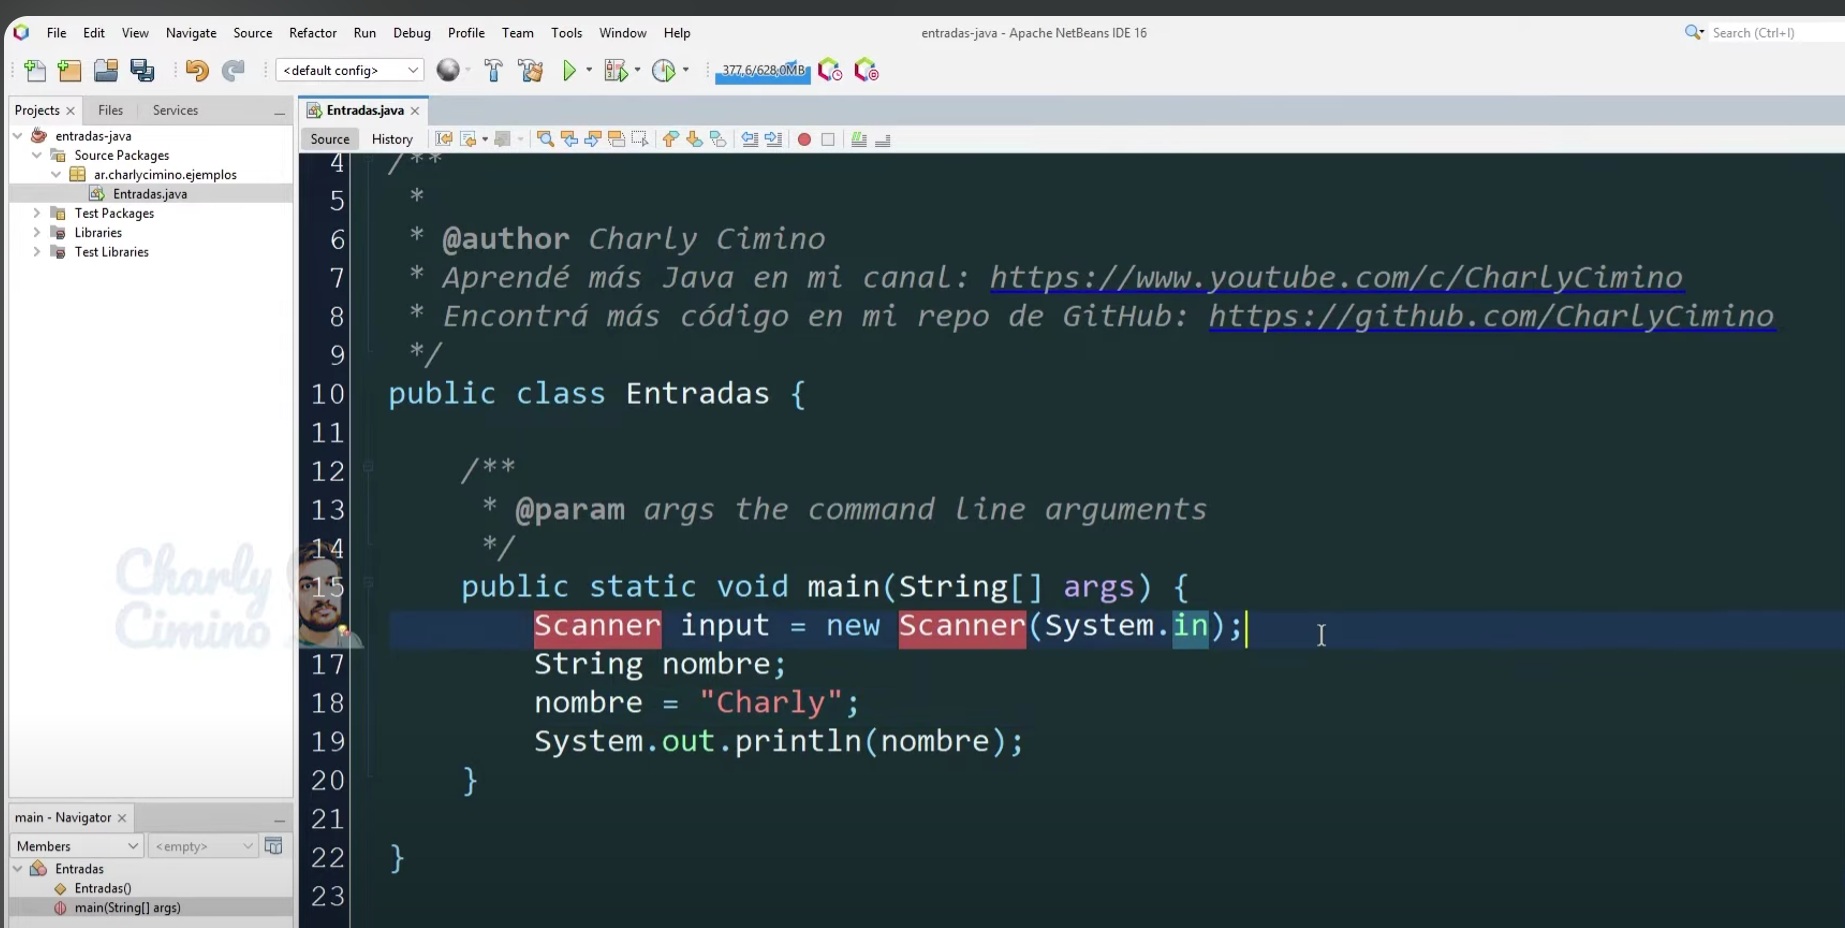 File Edit View Navigate Source Refactor Run Debug Profile Team Tools Window Help
entradas-java - Apache NetBeans IDE 16
Search (Ctrl+I)
<default config>
377,6/628,0MB
Projects Files Services
entradas-java
Source Packages
ar.charlycimino.ejemplos
Entradas.java
Test Packages
Libraries
Test Libraries
main - Navigator
Members <empty>
Entradas
Entradas()
main(String[] args)
Charly
Cimino
Entradas.java
Source History
4 /**
5 *
6 * @author Charly Cimino
7 * Aprendé más Java en mi canal: https://www.youtube.com/c/CharlyCimino
8 * Encontrá más código en mi repo de GitHub: https://github.com/CharlyCimino
9 */
10 public class Entradas {
11
12 /**
13 * @param args the command line arguments
14 */
15 public static void main(String[] args) {
Scanner input = new Scanner(System.in);
17 String nombre;
18 nombre = "Charly";
19 System.out.println(nombre);
20 }
21
22 }
23